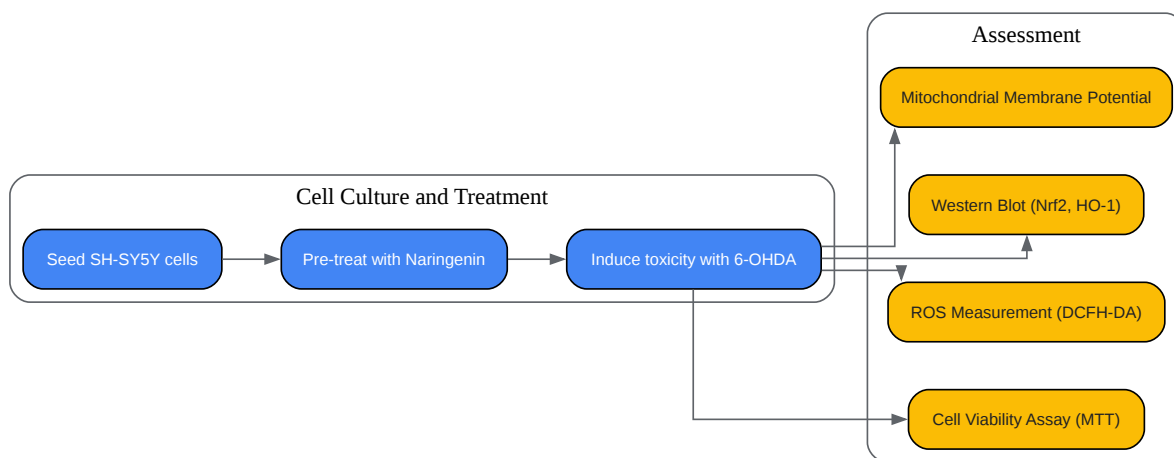 Cell Culture and Treatment
Seed SH-SY5Y cells
Pre-treat with Naringenin
Induce toxicity with 6-OHDA
Assessment
Mitochondrial Membrane Potential
Western Blot (Nrf2, HO-1)
ROS Measurement (DCFH-DA)
Cell Viability Assay (MTT)